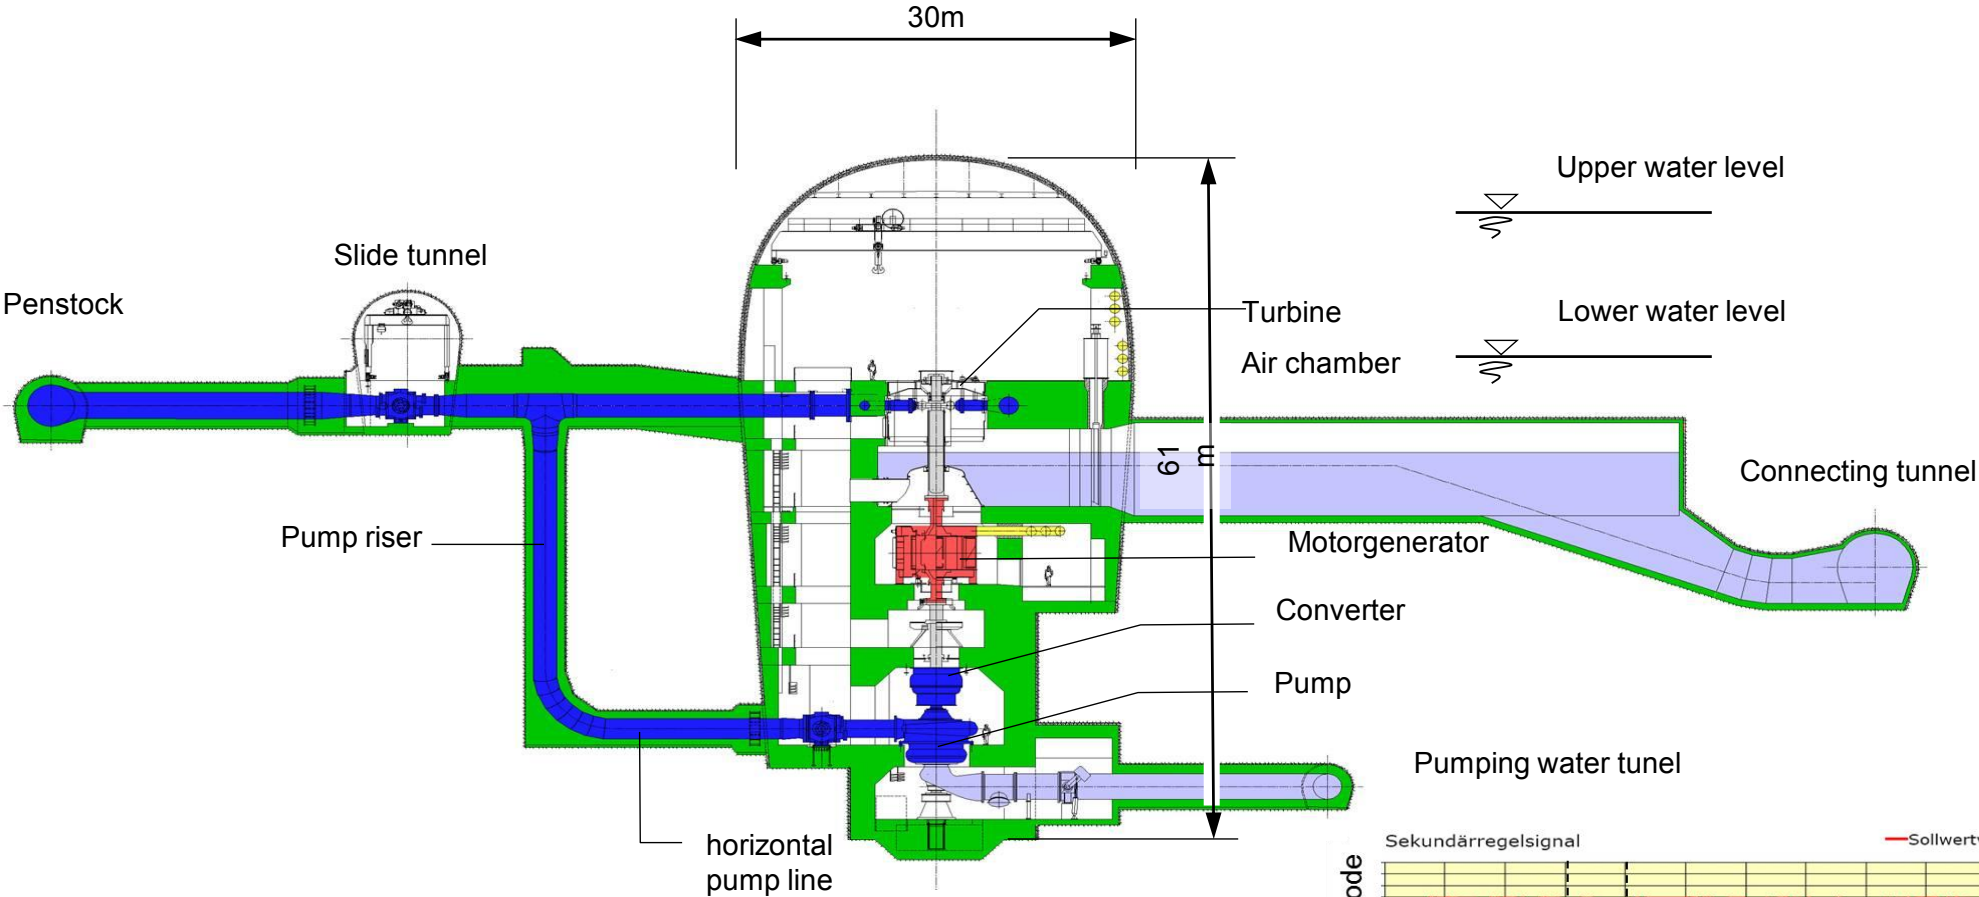 30m
Upper water level
Slide tunnel
Penstock
Turbine
Lower water level
Air chamber
61
m
Connecting tunnel
Pump riser
Motorgenerator
Converter
Pump
Pumping water tunel
horizontal
pump line
Sekundärregelsignal